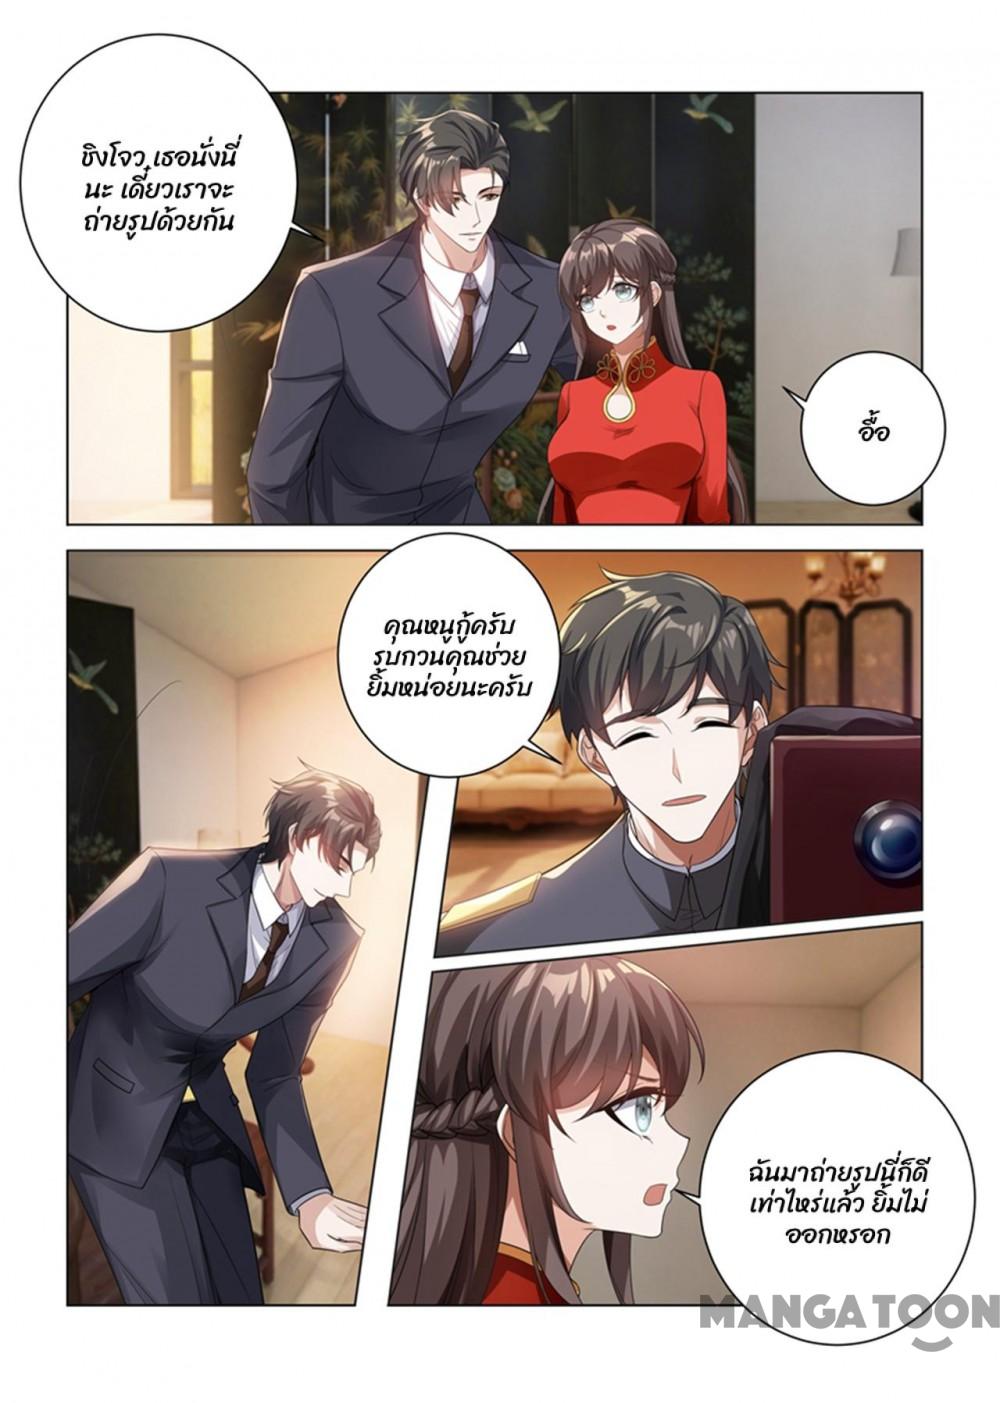 ชิงโจว เธอนั่งนี่
นะ เดี๋ยวเราจะ
ถ่ายรูปด้วยกัน
อื้อ
คุณหนูกู้ครับ
รบกวนคุณช่วย
ยิ้มหน่อยนะครับ
ฉันมาถ่ายรูปนี่ก็ดี
เท่าไหร่แล้ว ยิ้มไม่
ออกหรอก
MANGATOON